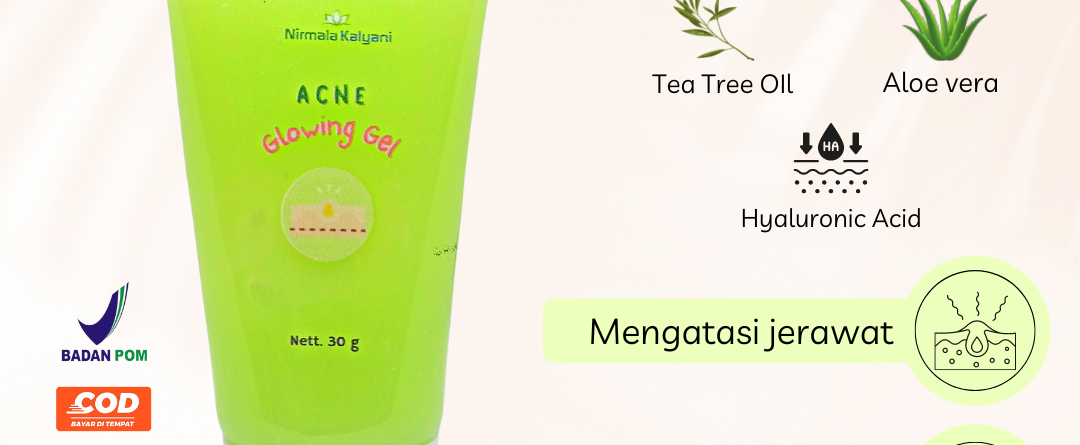 Nirmala Kalyani
ACNE
Glowing Gel
Nett. 30 g
BADAN POM
COD
BAYAR DI TEMPAT
Tea Tree OIl
Aloe vera
HA
Hyaluronic Acid
Mengatasi jerawat